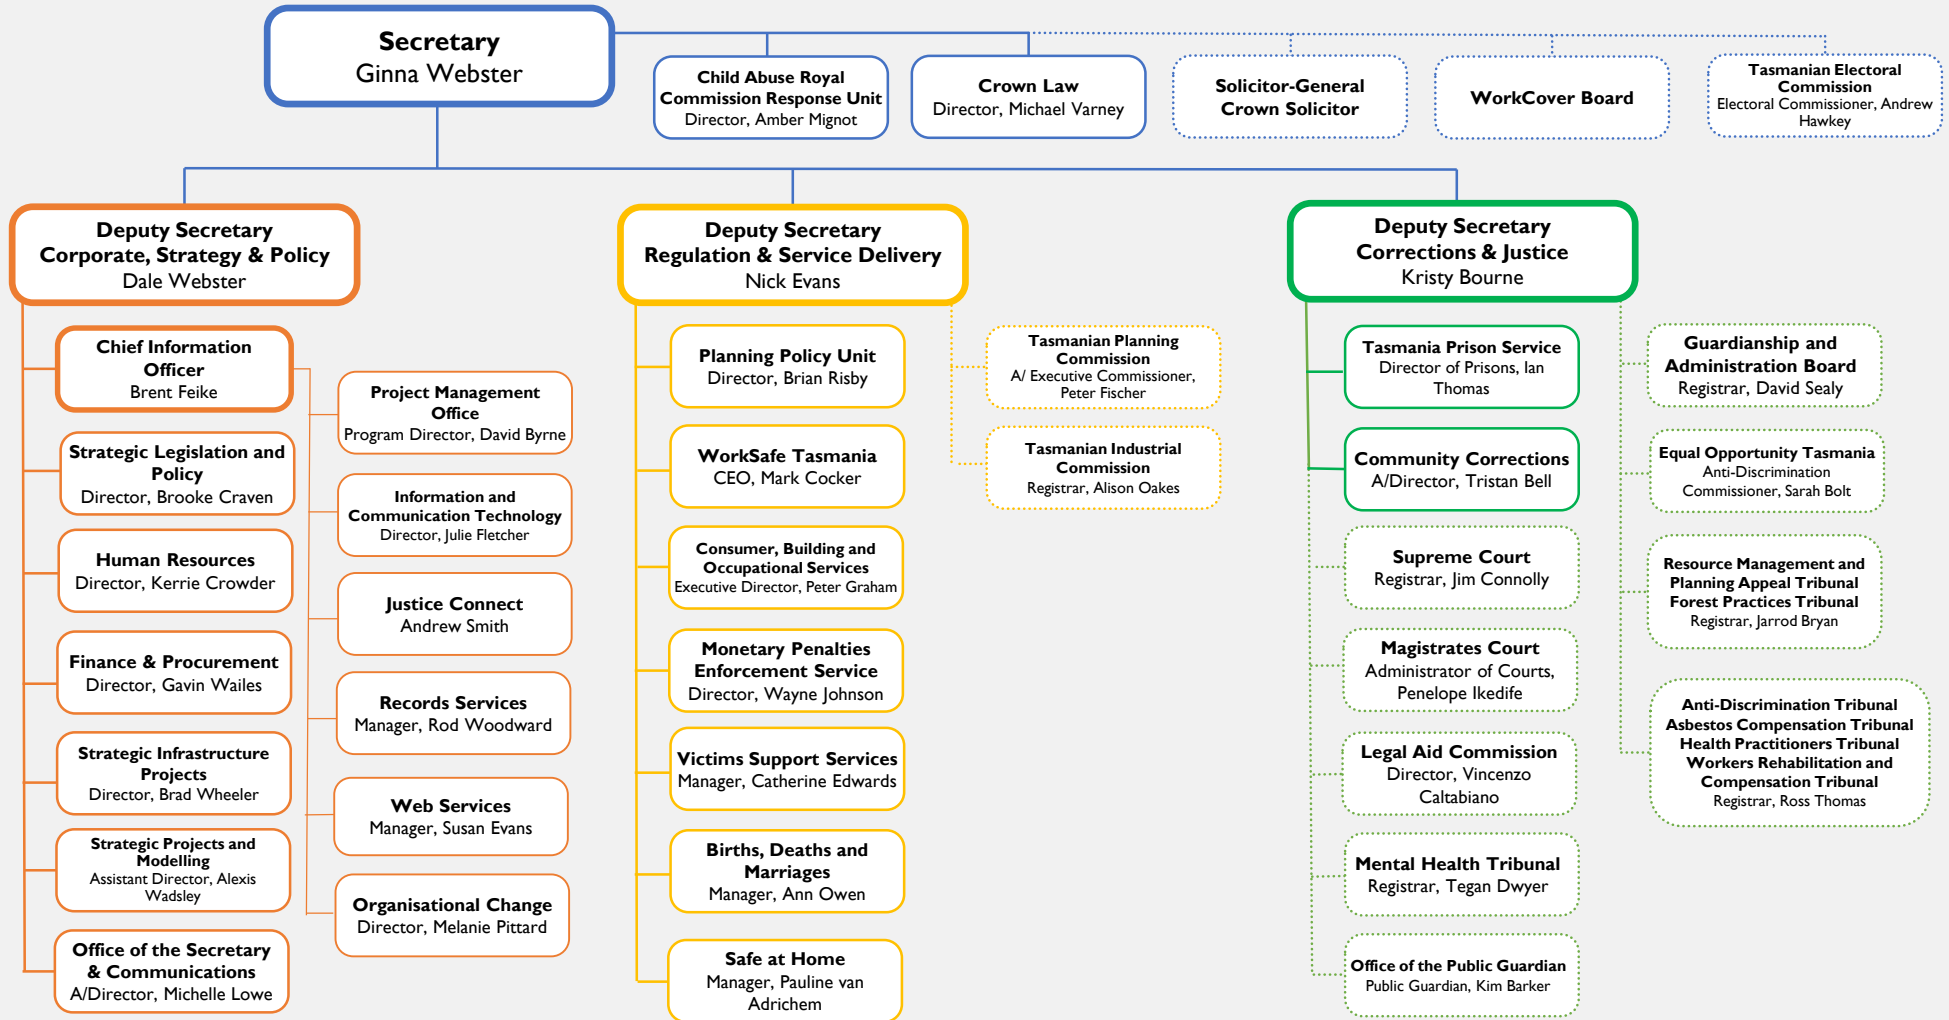 Secretary
Ginna Webster
Child Abuse Royal
Commission Response Unit
Director, Amber Mignot
Crown Law
Director, Michael Varney
Solicitor-General
Crown Solicitor
WorkCover Board
Tasmanian Electoral
Commission
Electoral Commissioner, Andrew
Hawkey
Deputy Secretary
Corporate, Strategy & Policy
Dale Webster
Chief Information
Officer
Brent Feike
Strategic Legislation and
Policy
Director, Brooke Craven
Human Resources
Director, Kerrie Crowder
Finance & Procurement
Director, Gavin Wailes
Strategic Infrastructure
Projects
Director, Brad Wheeler
Strategic Projects and
Modelling
Assistant Director, Alexis
Wadsley
Office of the Secretary
& Communications
A/Director, Michelle Lowe
Project Management
Office
Program Director, David Byrne
Information and
Communication Technology
Director, Julie Fletcher
Justice Connect
Andrew Smith
Records Services
Manager, Rod Woodward
Web Services
Manager, Susan Evans
Organisational Change
Director, Melanie Pittard
Deputy Secretary
Regulation & Service Delivery
Nick Evans
Planning Policy Unit
Director, Brian Risby
WorkSafe Tasmania
CEO, Mark Cocker
Consumer, Building and
Occupational Services
Executive Director, Peter Graham
Monetary Penalties
Enforcement Service
Director, Wayne Johnson
Victims Support Services
Manager, Catherine Edwards
Births, Deaths and
Marriages
Manager, Ann Owen
Safe at Home
Manager, Pauline van
Adrichem
Tasmanian Planning
Commission
A/ Executive Commissioner,
Peter Fischer
Tasmanian Industrial
Commission
Registrar, Alison Oakes
Deputy Secretary
Corrections & Justice
Kristy Bourne
Tasmania Prison Service
Director of Prisons, Ian
Thomas
Community Corrections
A/Director, Tristan Bell
Supreme Court
Registrar, Jim Connolly
Magistrates Court
Administrator of Courts,
Penelope Ikedife
Legal Aid Commission
Director, Vincenzo
Caltabiano
Mental Health Tribunal
Registrar, Tegan Dwyer
Office of the Public Guardian
Public Guardian, Kim Barker
Guardianship and
Administration Board
Registrar, David Sealy
Equal Opportunity Tasmania
Anti-Discrimination
Commissioner, Sarah Bolt
Resource Management and
Planning Appeal Tribunal
Forest Practices Tribunal
Registrar, Jarrod Bryan
Anti-Discrimination Tribunal
Asbestos Compensation Tribunal
Health Practitioners Tribunal
Workers Rehabilitation and
Compensation Tribunal
Registrar, Ross Thomas